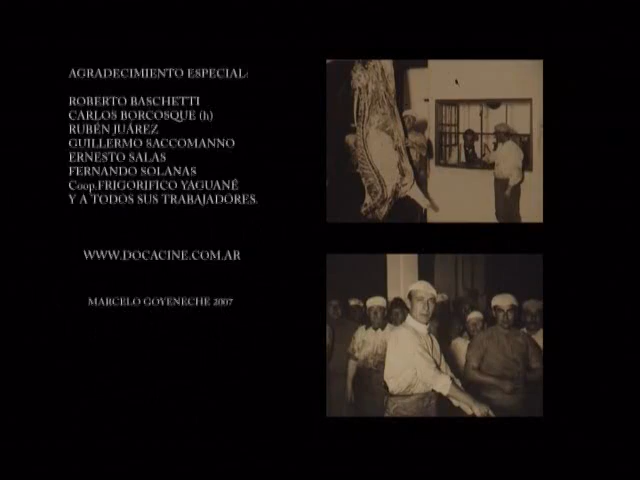 AGRADECIMIENTO ESPECIAL:
ROBERTO BASCHETTI
CARLOS BORCOSQUE (h)
RUBÉN JUÁREZ
GUILLERMO SACCOMANNO
ERNESTO SALAS
FERNANDO SOLANAS
Coop.FRIGORIFICO YAGUANÉ
Y A TODOS SUS TRABAJADORES.
WWW.DOCACINE.COM.AR
MARCELO GOYENECHE 2007